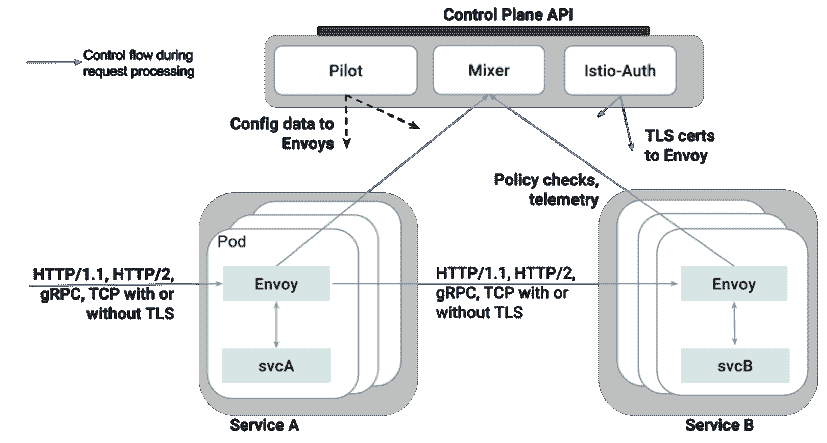 Control Plane API
Control flow during
request processing
Pilot
Mixer
Istio-Auth
Config data to
Envoys
TLS certs
to Envoy
Policy checks,
telemetry
Pod
HTTP/1.1, HTTP/2,
gRPC, TCP with or
without TLS
Envoy
svcA
Service A
HTTP/1.1, HTTP/2,
gRPC, TCP with or
without TLS
Envoy
svcB
Service B